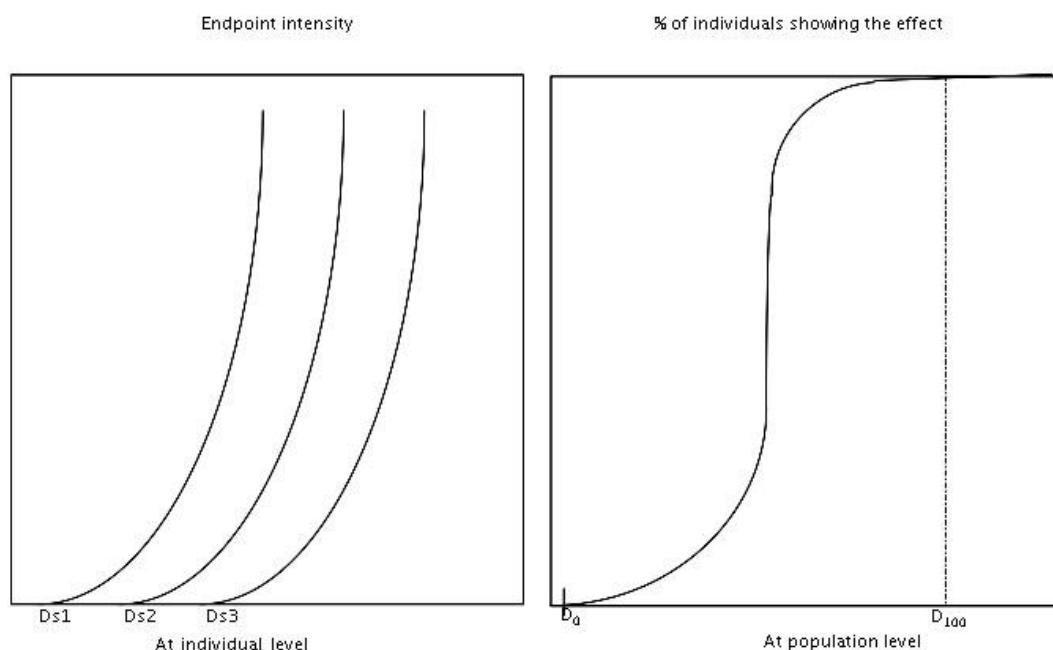 Endpoint intensity
% of individuals showing the effect
Ds1 Ds2 Ds3
At individual level
D0 D100
At population level